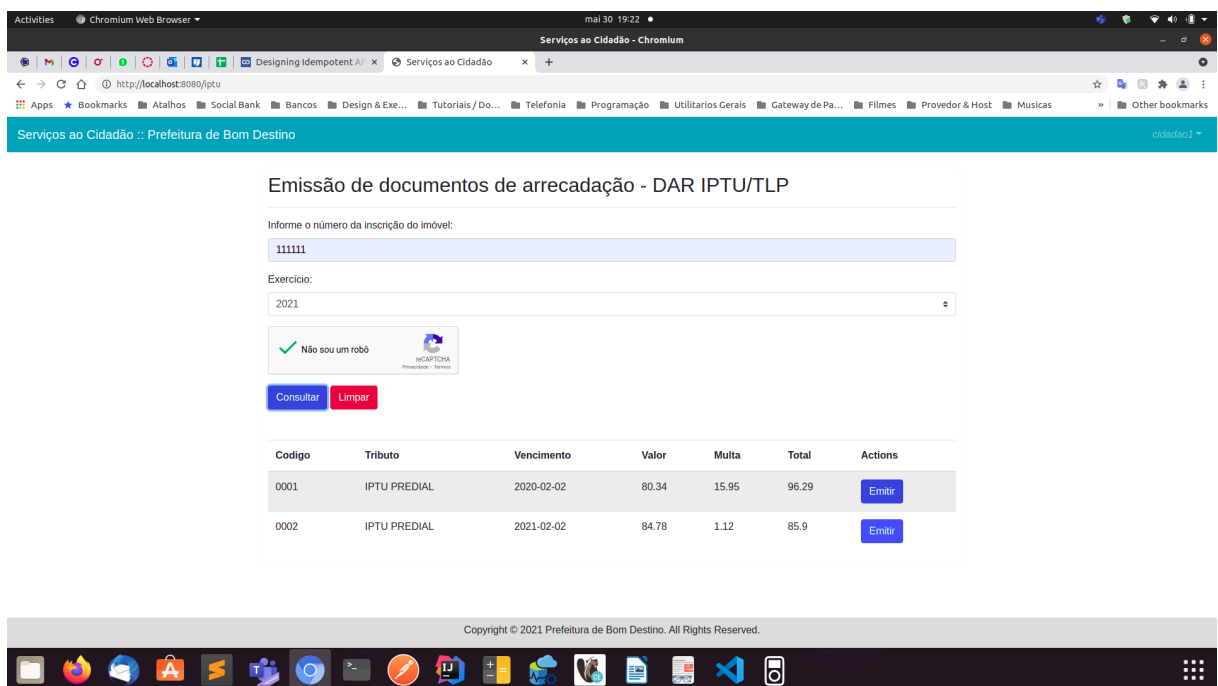 Activities Chromium Web Browser mai 30 19:22
Serviços ao Cidadão - Chromium
Designing Idempotent AP Serviços ao Cidadão
http://localhost:8080/iptu
Apps Bookmarks Atalhos Social Bank Bancos Design & Exe... Tutoriais / Do... Telefonia Programação Utilitarios Gerais Gateway de Pa... Filmes Provedor & Host Musicas » Other bookmarks
Serviços ao Cidadão :: Prefeitura de Bom Destino cidadao1
Emissão de documentos de arrecadação - DAR IPTU/TLP
Informe o número da inscrição do imóvel:
111111
Exercício:
2021
Não sou um robô
reCAPTCHA
Privacidade - Termos
Consultar Limpar
Codigo Tributo Vencimento Valor Multa Total Actions
0001 IPTU PREDIAL 2020-02-02 80.34 15.95 96.29 Emitir
0002 IPTU PREDIAL 2021-02-02 84.78 1.12 85.9 Emitir
Copyright © 2021 Prefeitura de Bom Destino. All Rights Reserved.